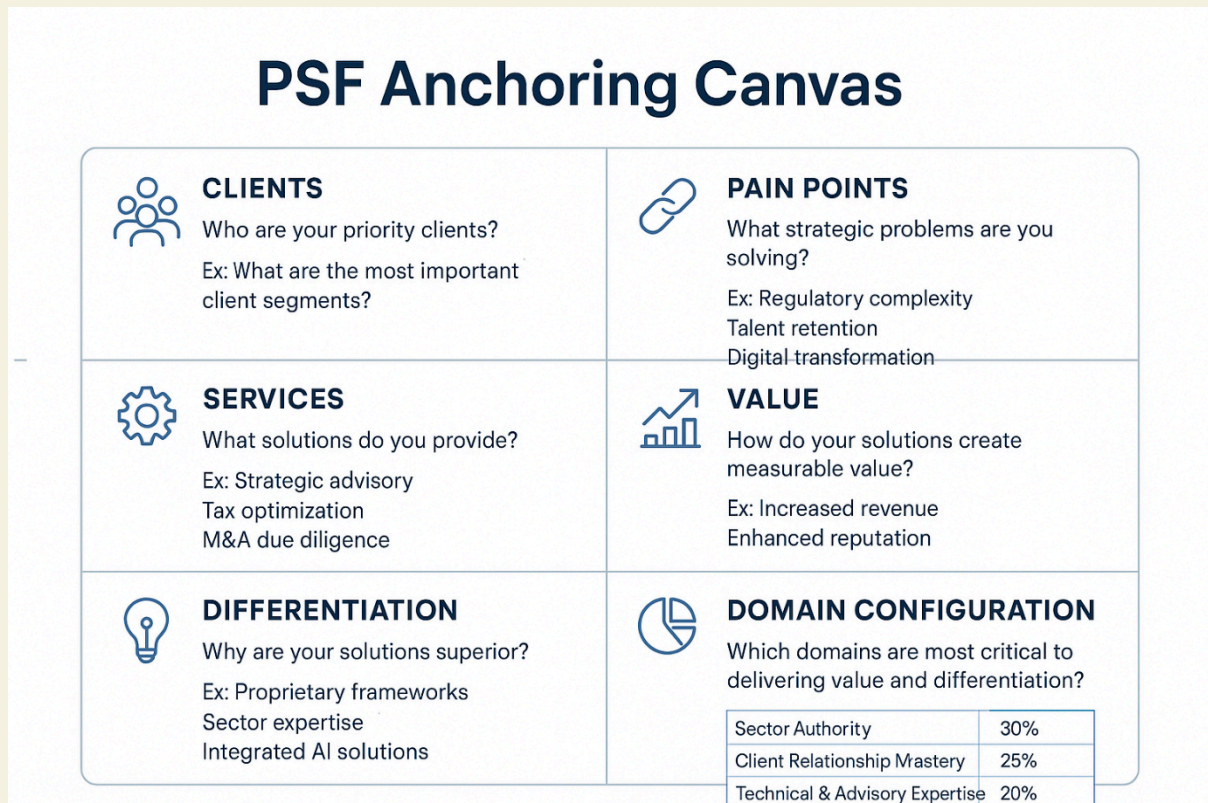 PSF Anchoring Canvas
CLIENTS
Who are your priority clients?
Ex: What are the most important
client segments?
PAIN POINTS
What strategic problems are you
solving?
Ex: Regulatory complexity
Talent retention
Digital transformation
SERVICES
What solutions do you provide?
Ex: Strategic advisory
Tax optimization
M&A due diligence
VALUE
How do your solutions create
measurable value?
Ex: Increased revenue
Enhanced reputation
DIFFERENTIATION
Why are your solutions superior?
Ex: Proprietary frameworks
Sector expertise
Integrated AI solutions
DOMAIN CONFIGURATION
Which domains are most critical to
delivering value and differentiation?
Sector Authority 30%
Client Relationship Mastery 25%
Technical & Advisory Expertise 20%